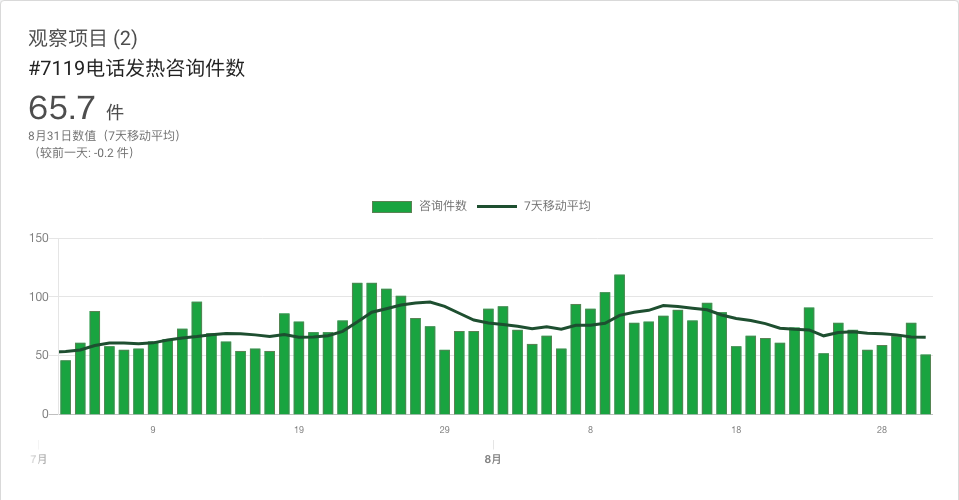 观察项目 (2)
#7119电话发热咨询件数
65.7 件
8月31日数值（7天移动平均）
（较前一天: -0.2 件）
咨询件数 7天移动平均
150
100
50
0
9 19 29 8 18 28
7月 8月